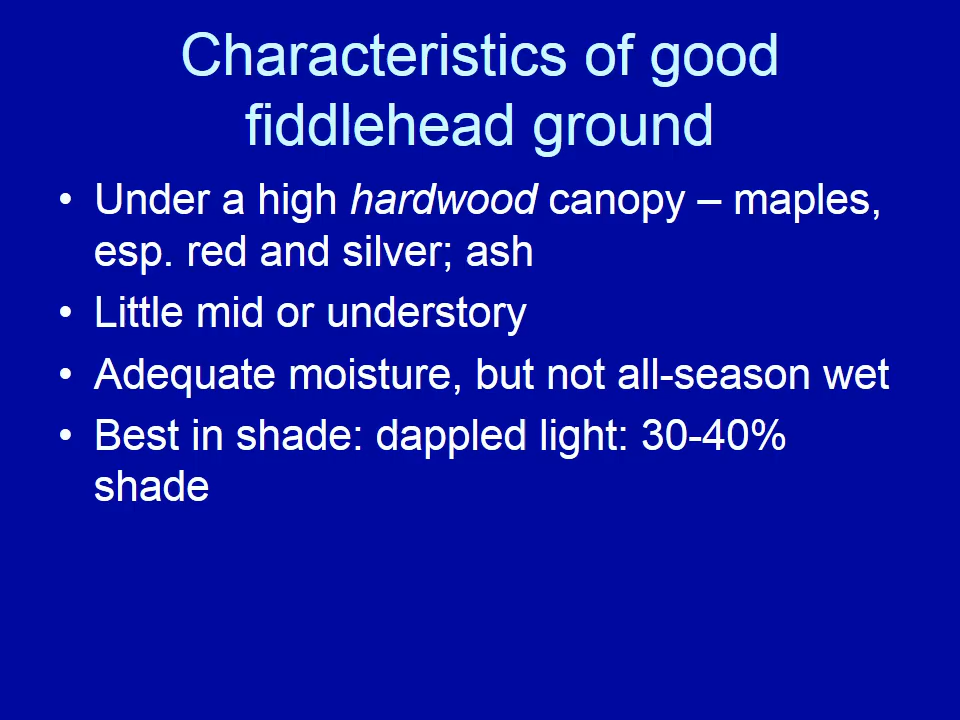 Characteristics of good
fiddlehead ground
• Under a high hardwood canopy – maples,
esp. red and silver; ash
• Little mid or understory
• Adequate moisture, but not all-season wet
• Best in shade: dappled light: 30-40%
shade